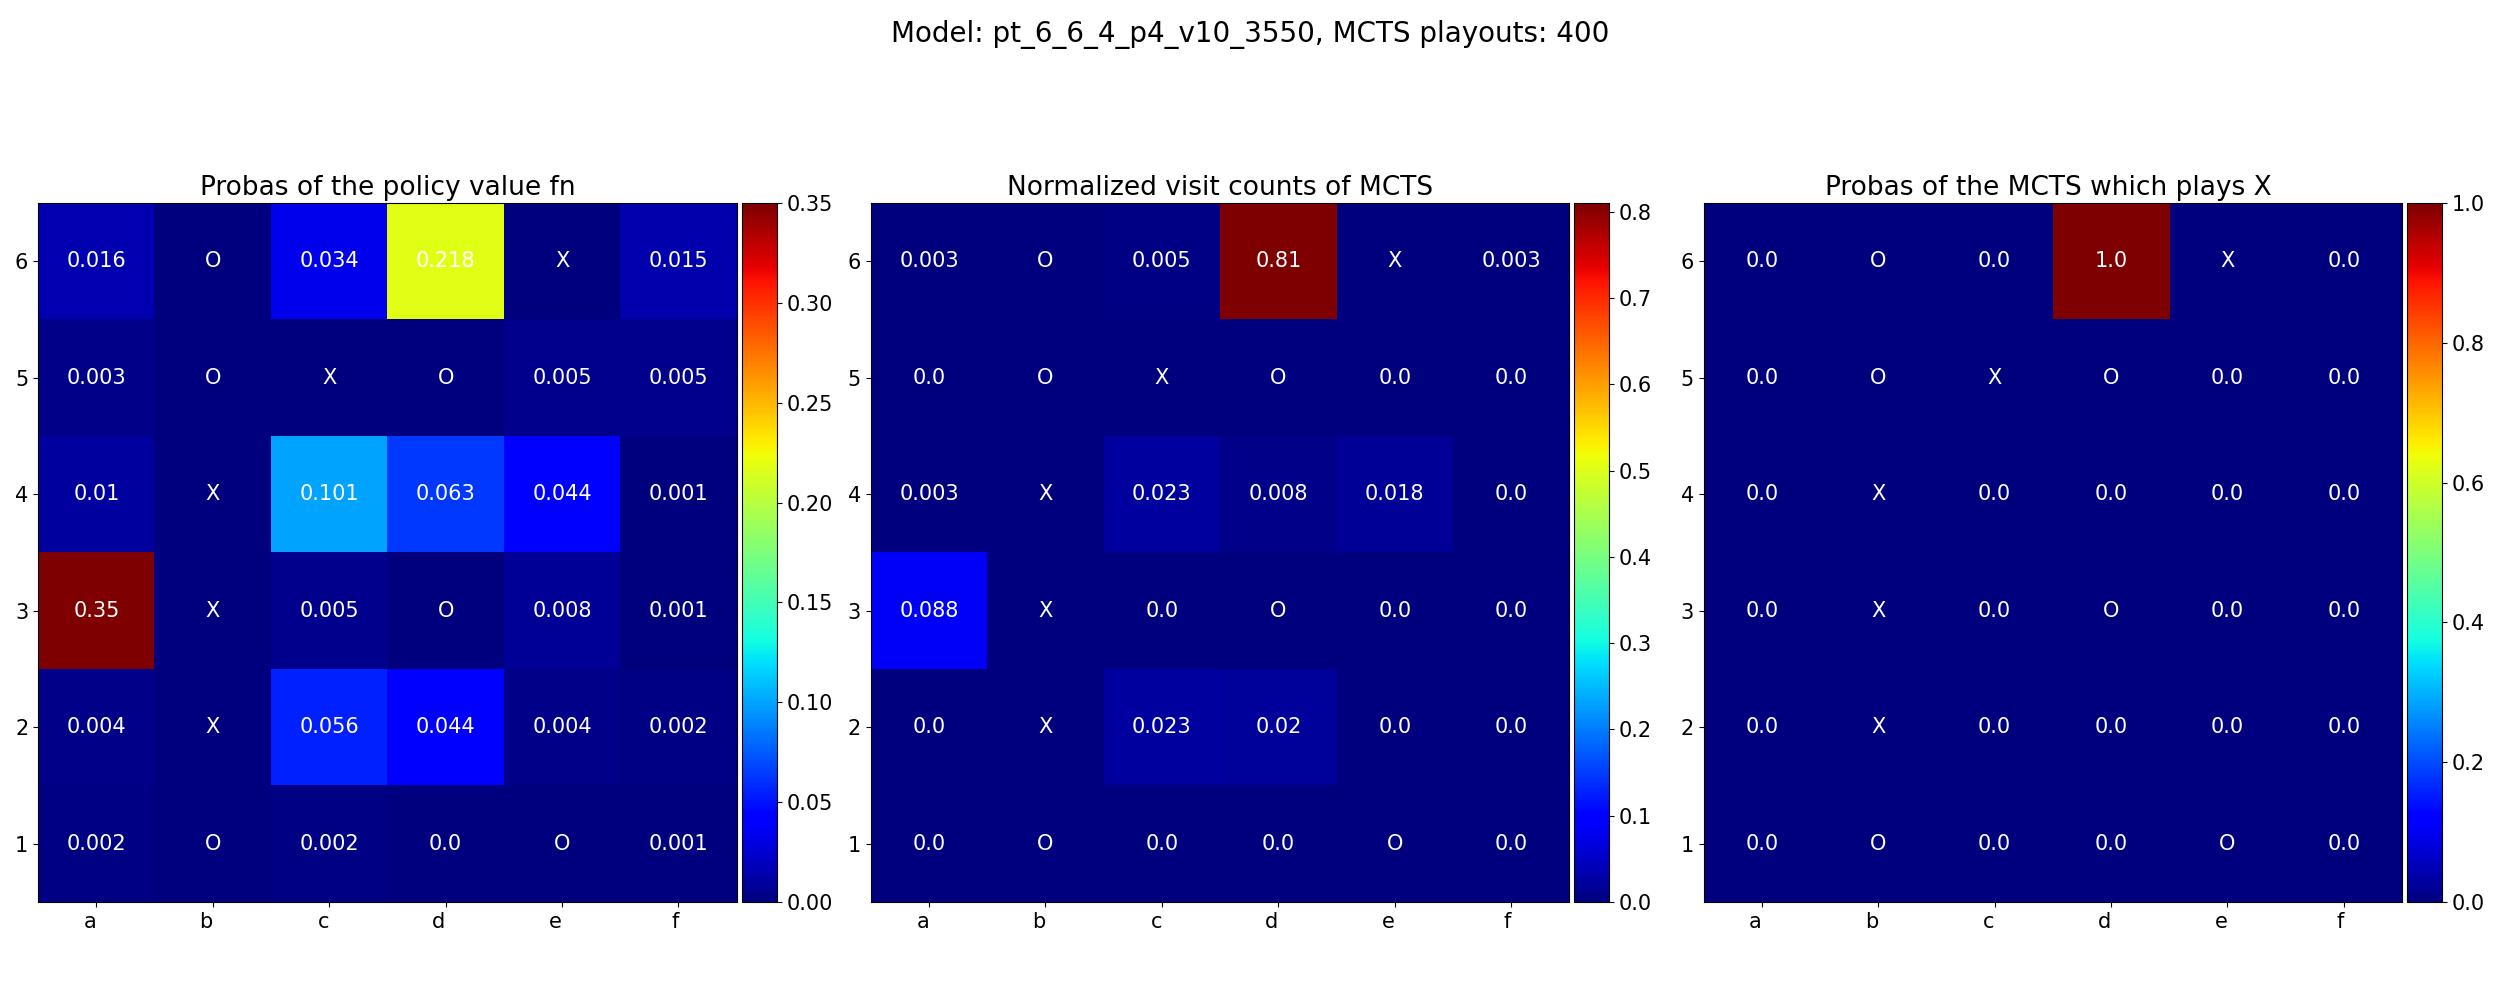 Model: pt_6_6_4_p4_v10_3550, MCTS playouts: 400
Probas of the policy value fn
0.35
6 0.016 O 0.034 0.218 X 0.015
0.30
5 0.003 O X O 0.005 0.005
0.25
0.20
4 0.01 X 0.101 0.063 0.044 0.001
0.15
3 0.35 X 0.005 O 0.008 0.001
0.10
2 0.004 X 0.056 0.044 0.004 0.002
0.05
1 0.002 O 0.002 0.0 O 0.001
0.00
a b c d e f
Normalized visit counts of MCTS
0.8
6 0.003 O 0.005 0.81 X 0.003
0.7
0.6
5 0.0 O X O 0.0 0.0
0.5
4 0.003 X 0.023 0.008 0.018 0.0
0.4
3 0.088 X 0.0 O 0.0 0.0
0.3
0.2
2 0.0 X 0.023 0.02 0.0 0.0
0.1
1 0.0 O 0.0 0.0 O 0.0
0.0
a b c d e f
Probas of the MCTS which plays X
1.0
6 0.0 O 0.0 1.0 X 0.0
0.8
5 0.0 O X O 0.0 0.0
0.6
4 0.0 X 0.0 0.0 0.0 0.0
0.4
3 0.0 X 0.0 O 0.0 0.0
0.2
2 0.0 X 0.0 0.0 0.0 0.0
1 0.0 O 0.0 0.0 O 0.0
0.0
a b c d e f